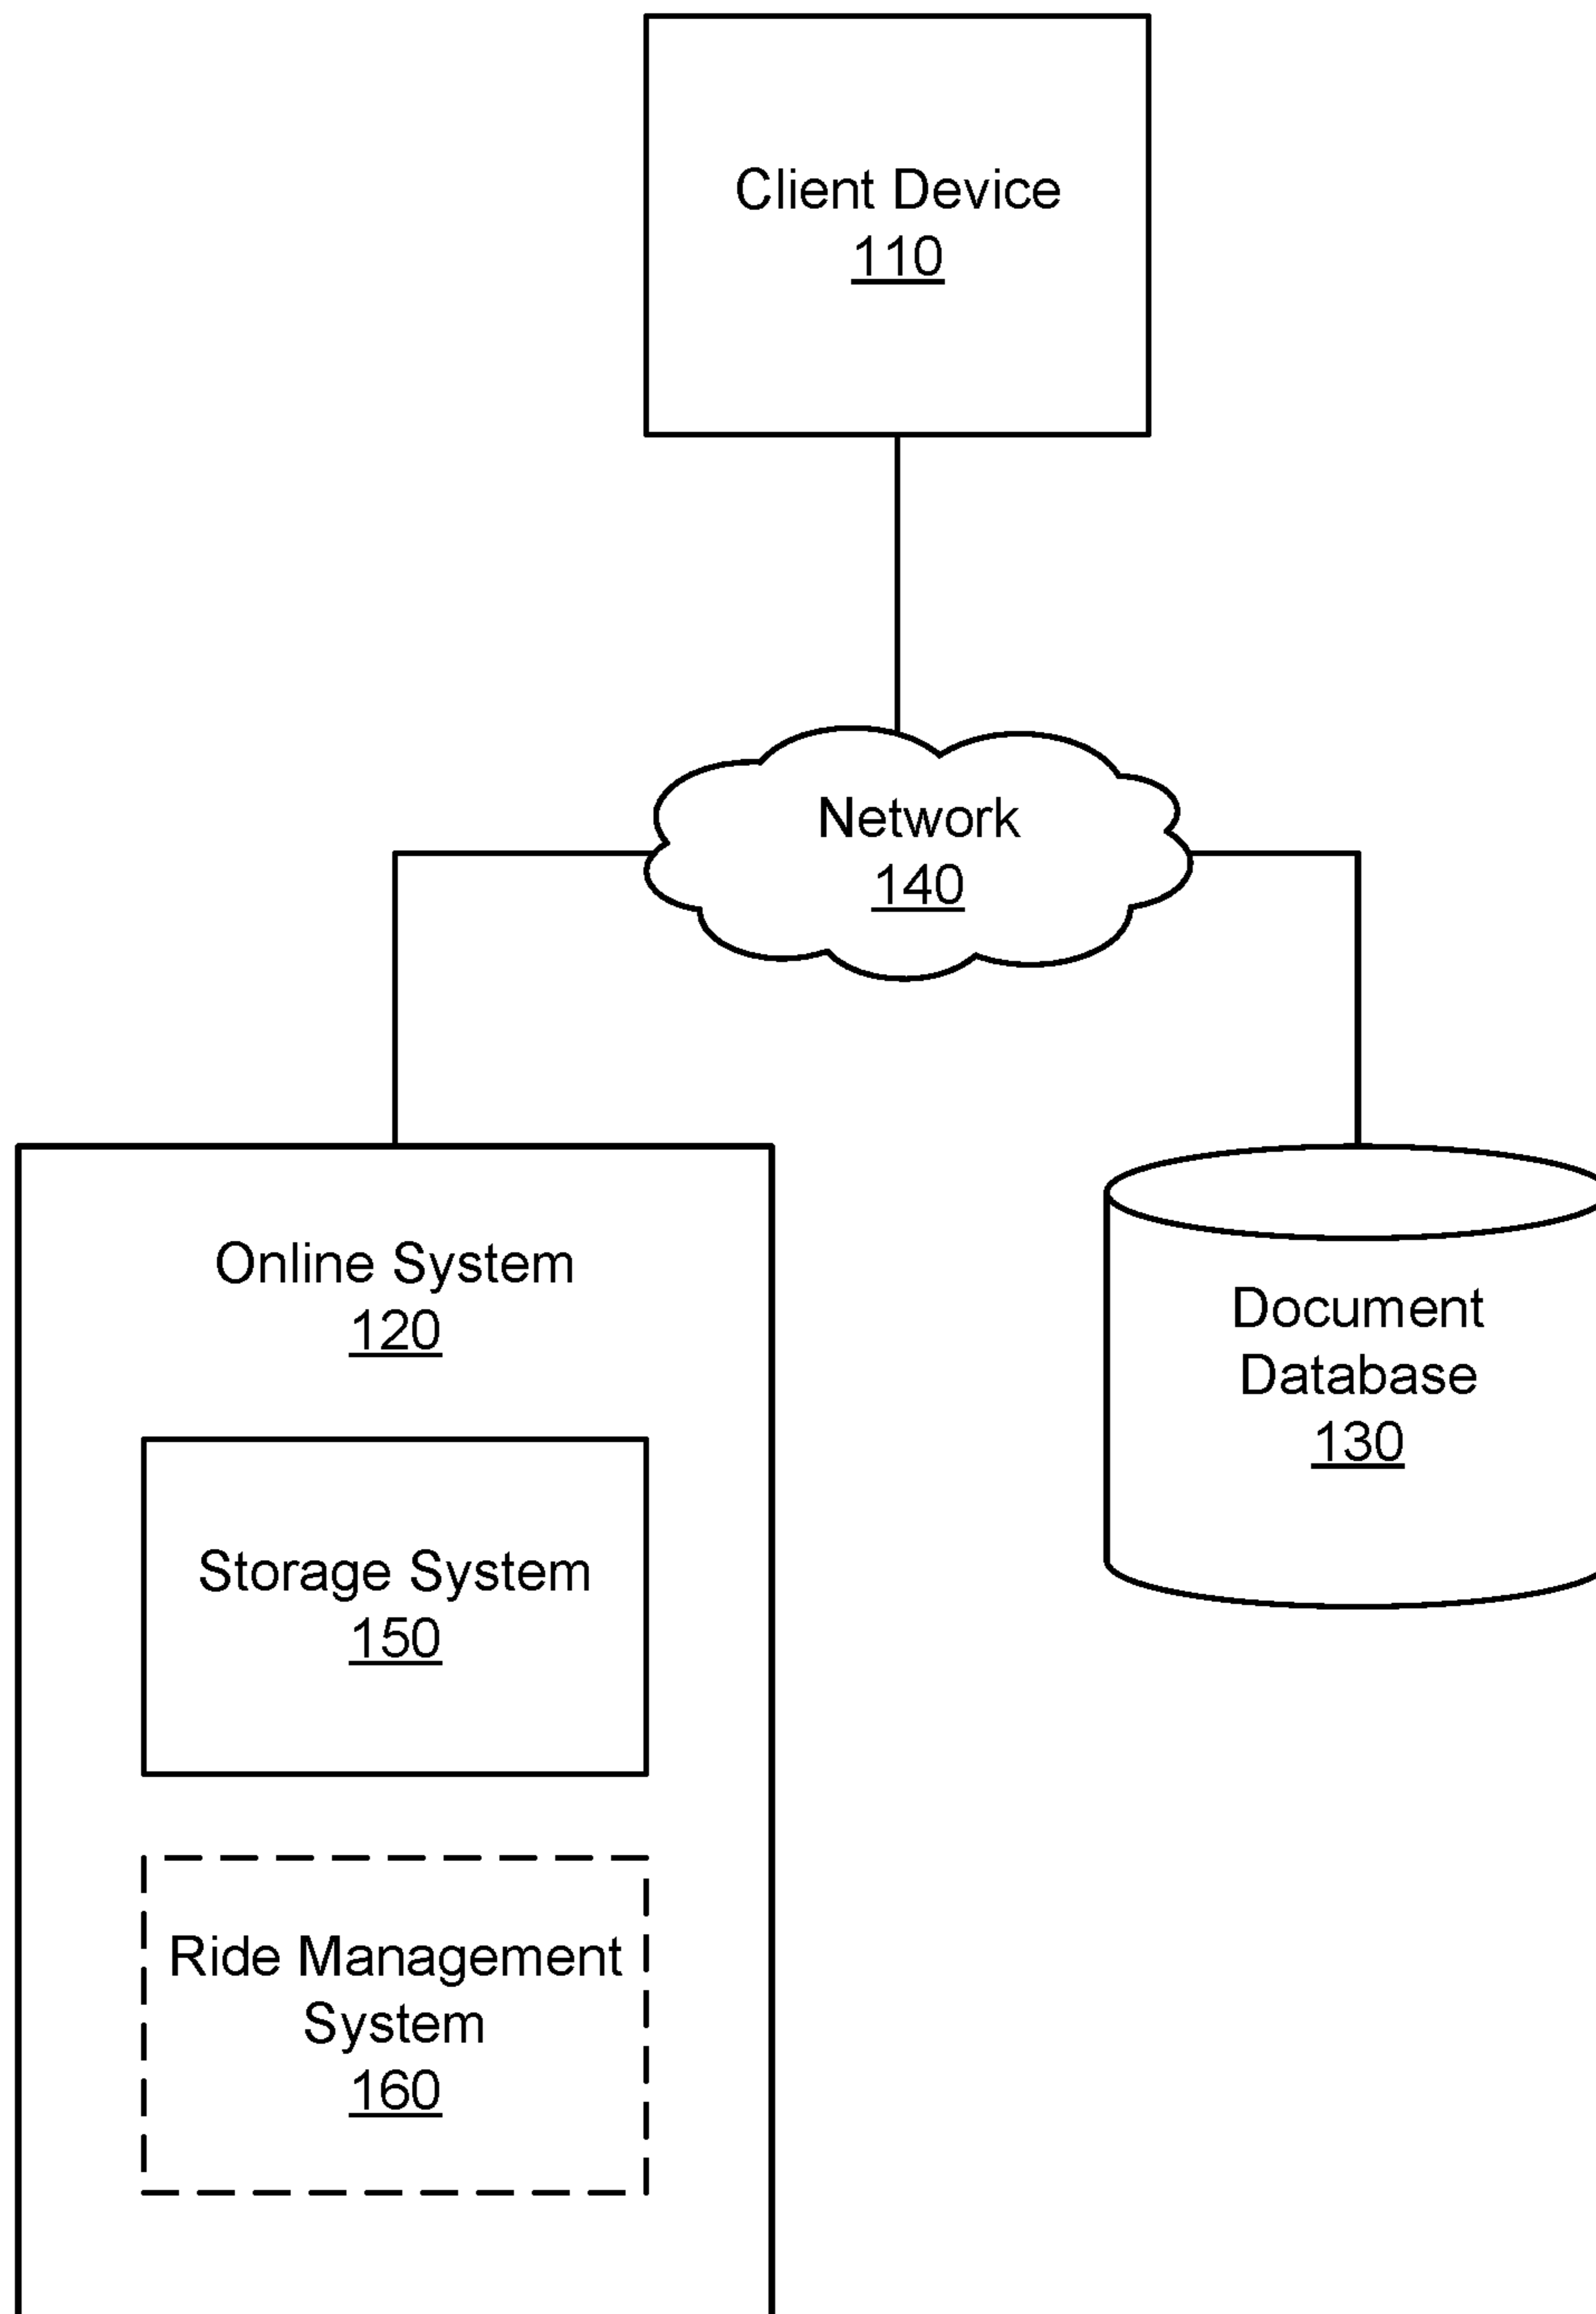 Client Device
110
Network
140
Online System
120
Storage System
150
Ride Management
System
160
Document
Database
130